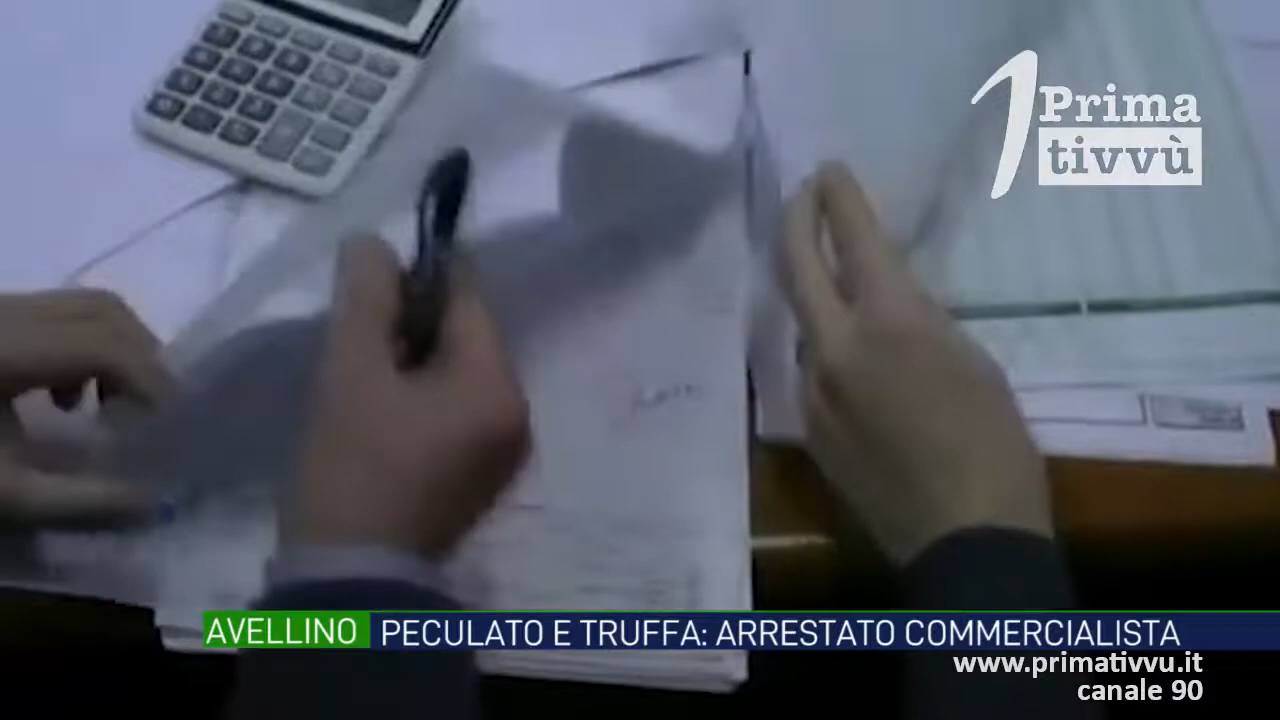 Prima
tivvù
AVELLINO PECULATO E TRUFFA: ARRESTATO COMMERCIALISTA
www.primativvu.it
canale 90